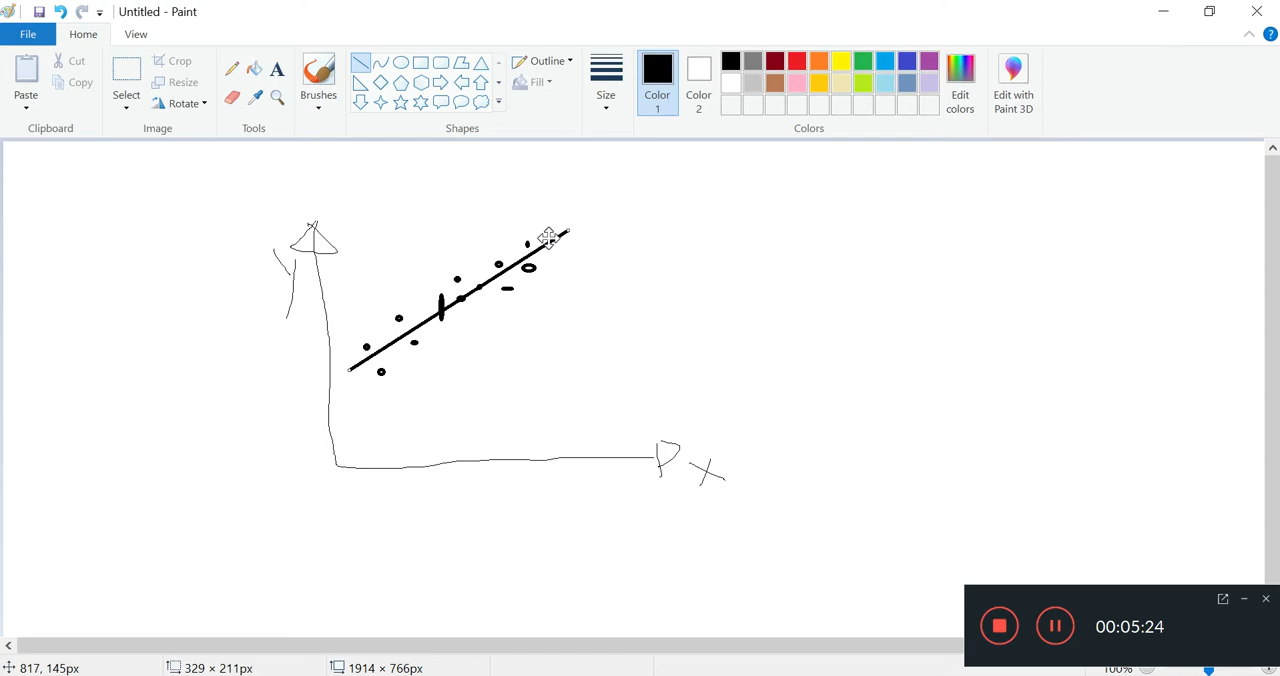 Untitled - Paint
File
Home
View
?
Paste
Cut
Copy
Clipboard
Select
Crop
Resize
Rotate
Image
A
Tools
Brushes
Outline
Fill
Shapes
Size
Color
1
Color
2
Edit
colors
Edit with
Paint 3D
Colors
Y
X
00:05:24
817, 145px
329 × 211px
1914 × 766px
100%